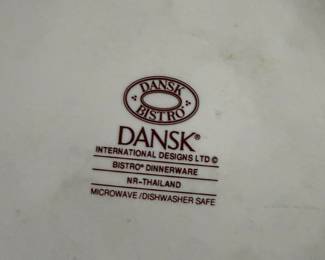 DANSK
BISTRO
DANSK®
INTERNATIONAL DESIGNS LTD ©
BISTRO® DINNERWARE
NR-THAILAND
MICROWAVE/DISHWASHER SAFE